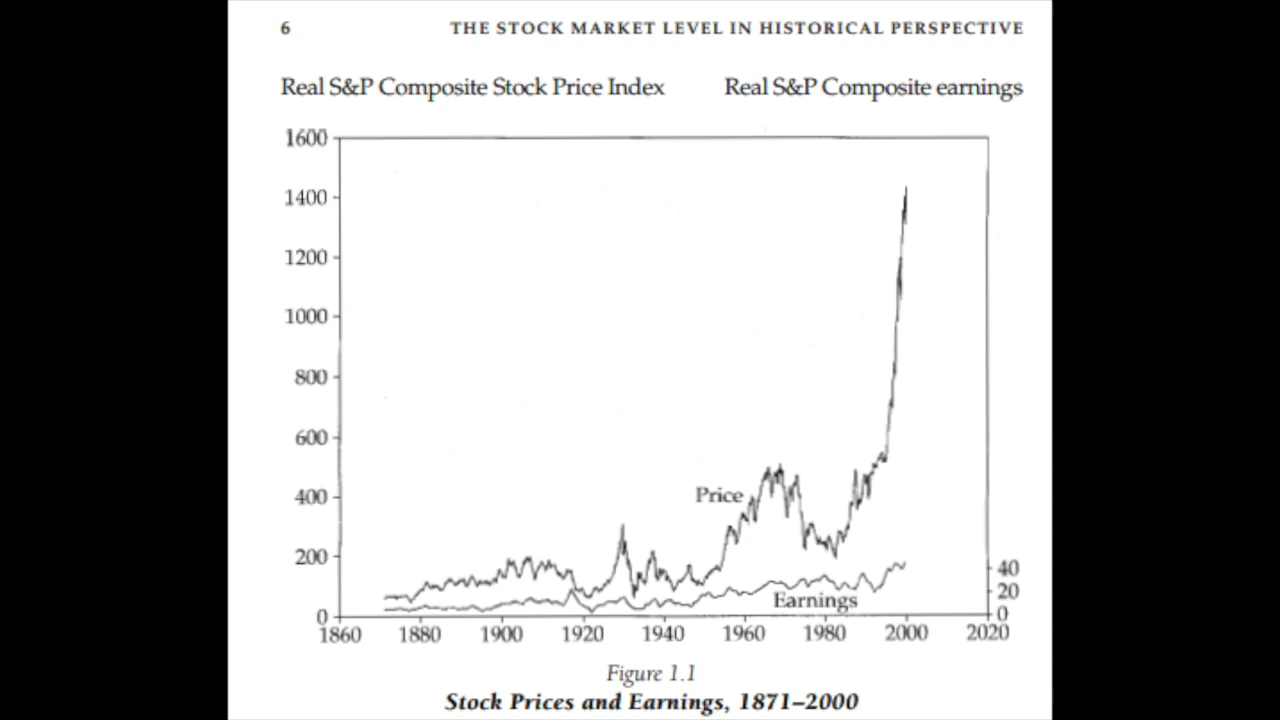 6 THE STOCK MARKET LEVEL IN HISTORICAL PERSPECTIVE
Real S&P Composite Stock Price Index Real S&P Composite earnings
1600
1400
1200
1000
800
600
400
200
0
Price
Earnings
40
20
0
1860 1880 1900 1920 1940 1960 1980 2000 2020
Figure 1.1
Stock Prices and Earnings, 1871–2000